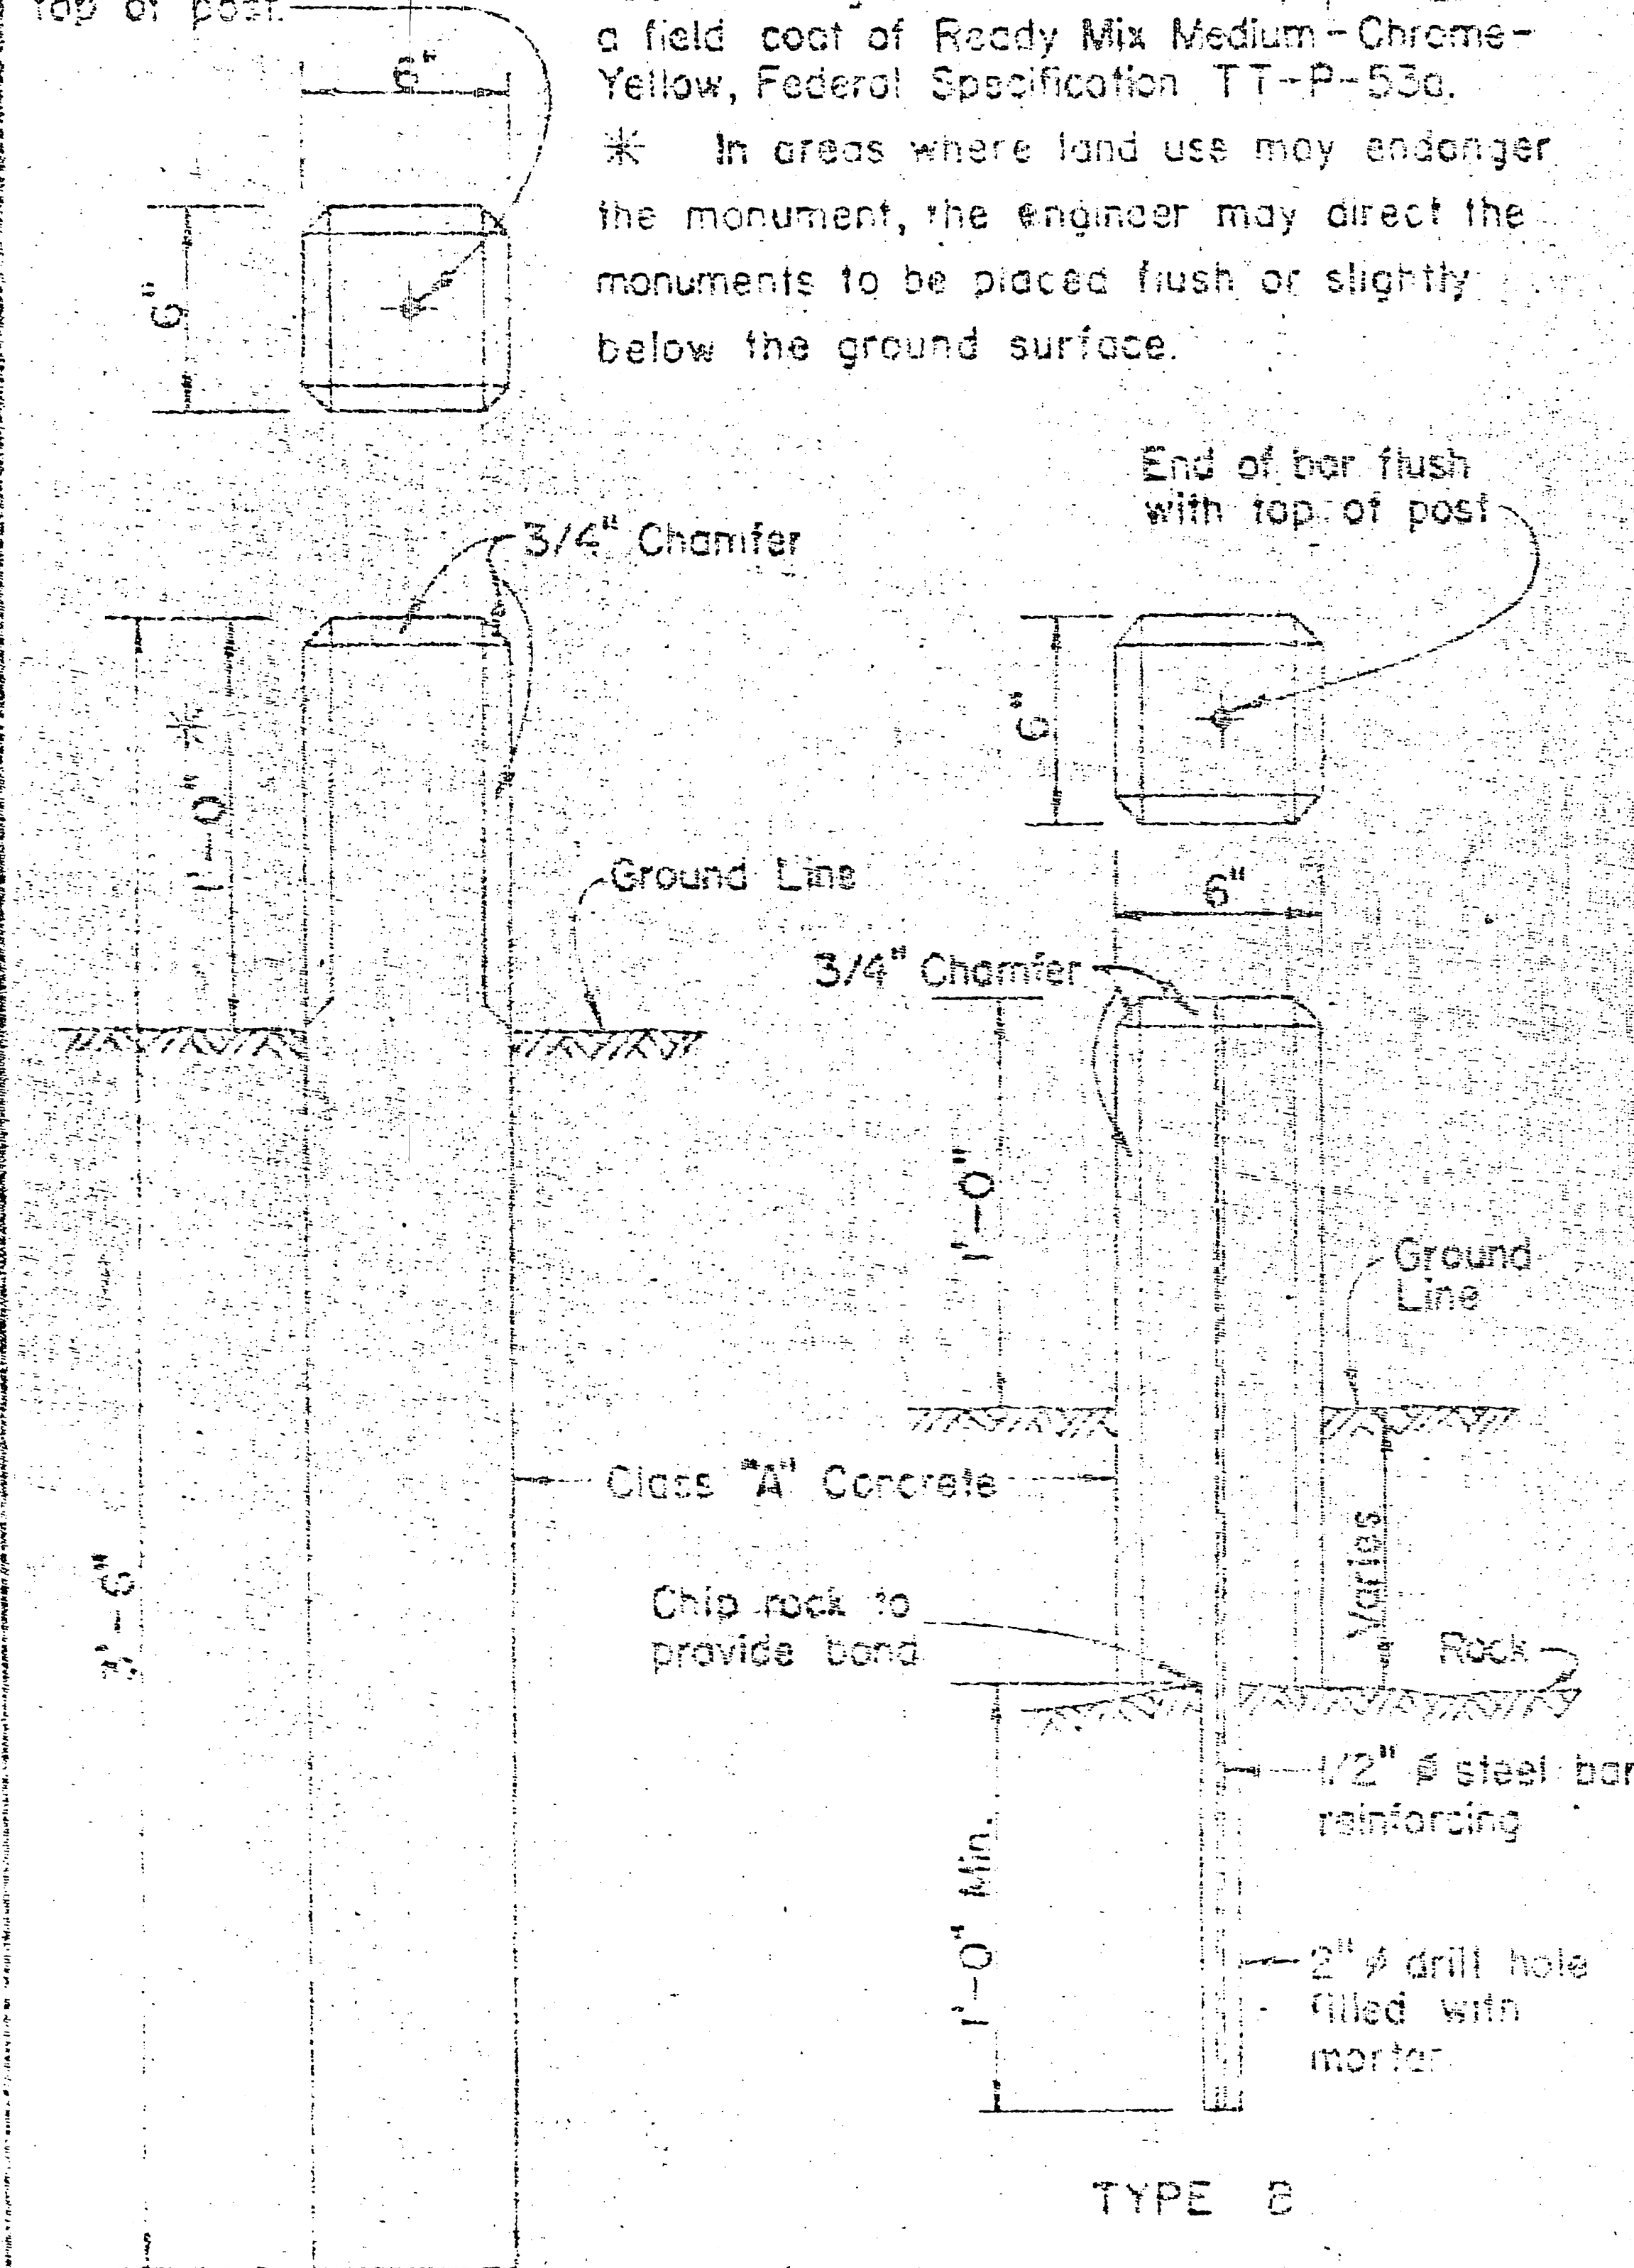 top of post.
a field coat of Ready Mix Medium-Chrome-
Yellow, Federal Specification TT-P-53a.
* In areas where land use may endanger
the monument, the engineer may direct the
monuments to be placed flush or slightly
below the ground surface.
6"
6"
End of bar flush
with top of post
3/4" Chamfer
*
1'-0"
6"
Ground Line
6"
3/4" Chamfer
1'-0"
Ground
Line
Class "A" Concrete
Varies
Chip rock to
provide bond
Rock
1/2" ø steel bar
reinforcing
1'-0" Min.
2" ø drill hole
filled with
mortar
TYPE B